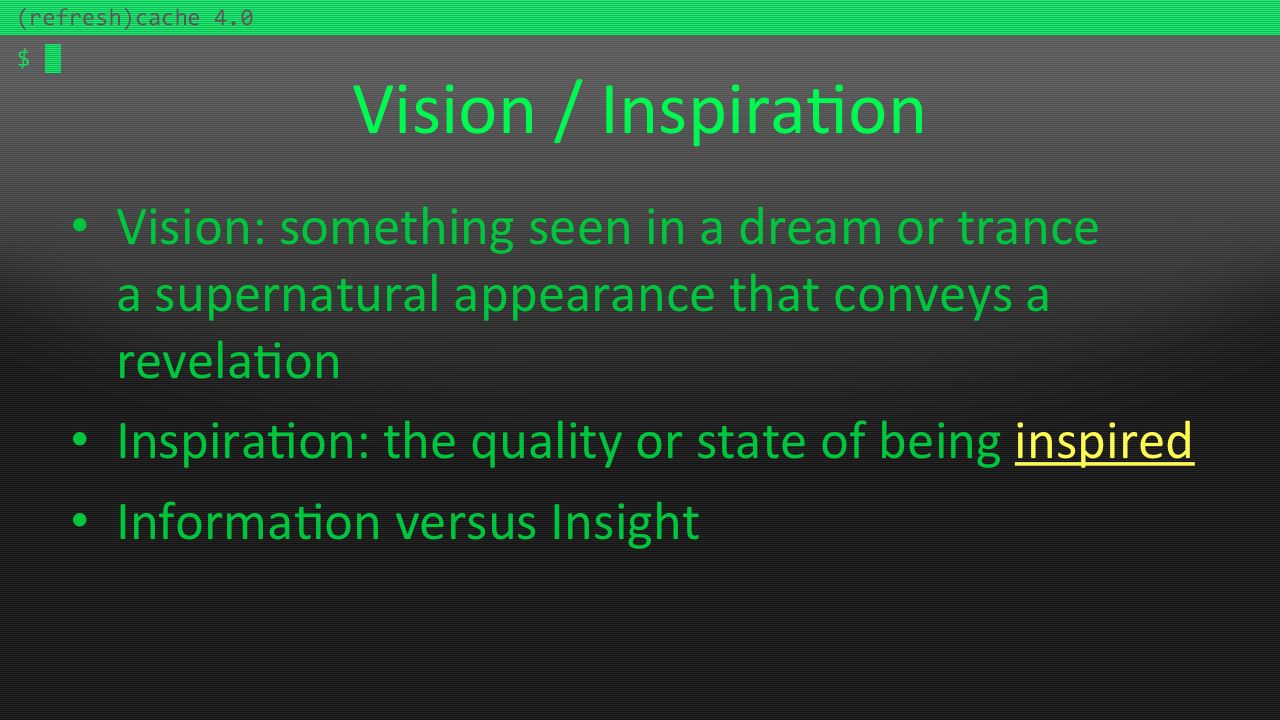 (refresh)cache 4.0
$
Vision / Inspiration
• Vision: something seen in a dream or trance
a supernatural appearance that conveys a
revelation
• Inspiration: the quality or state of being inspired
• Information versus Insight